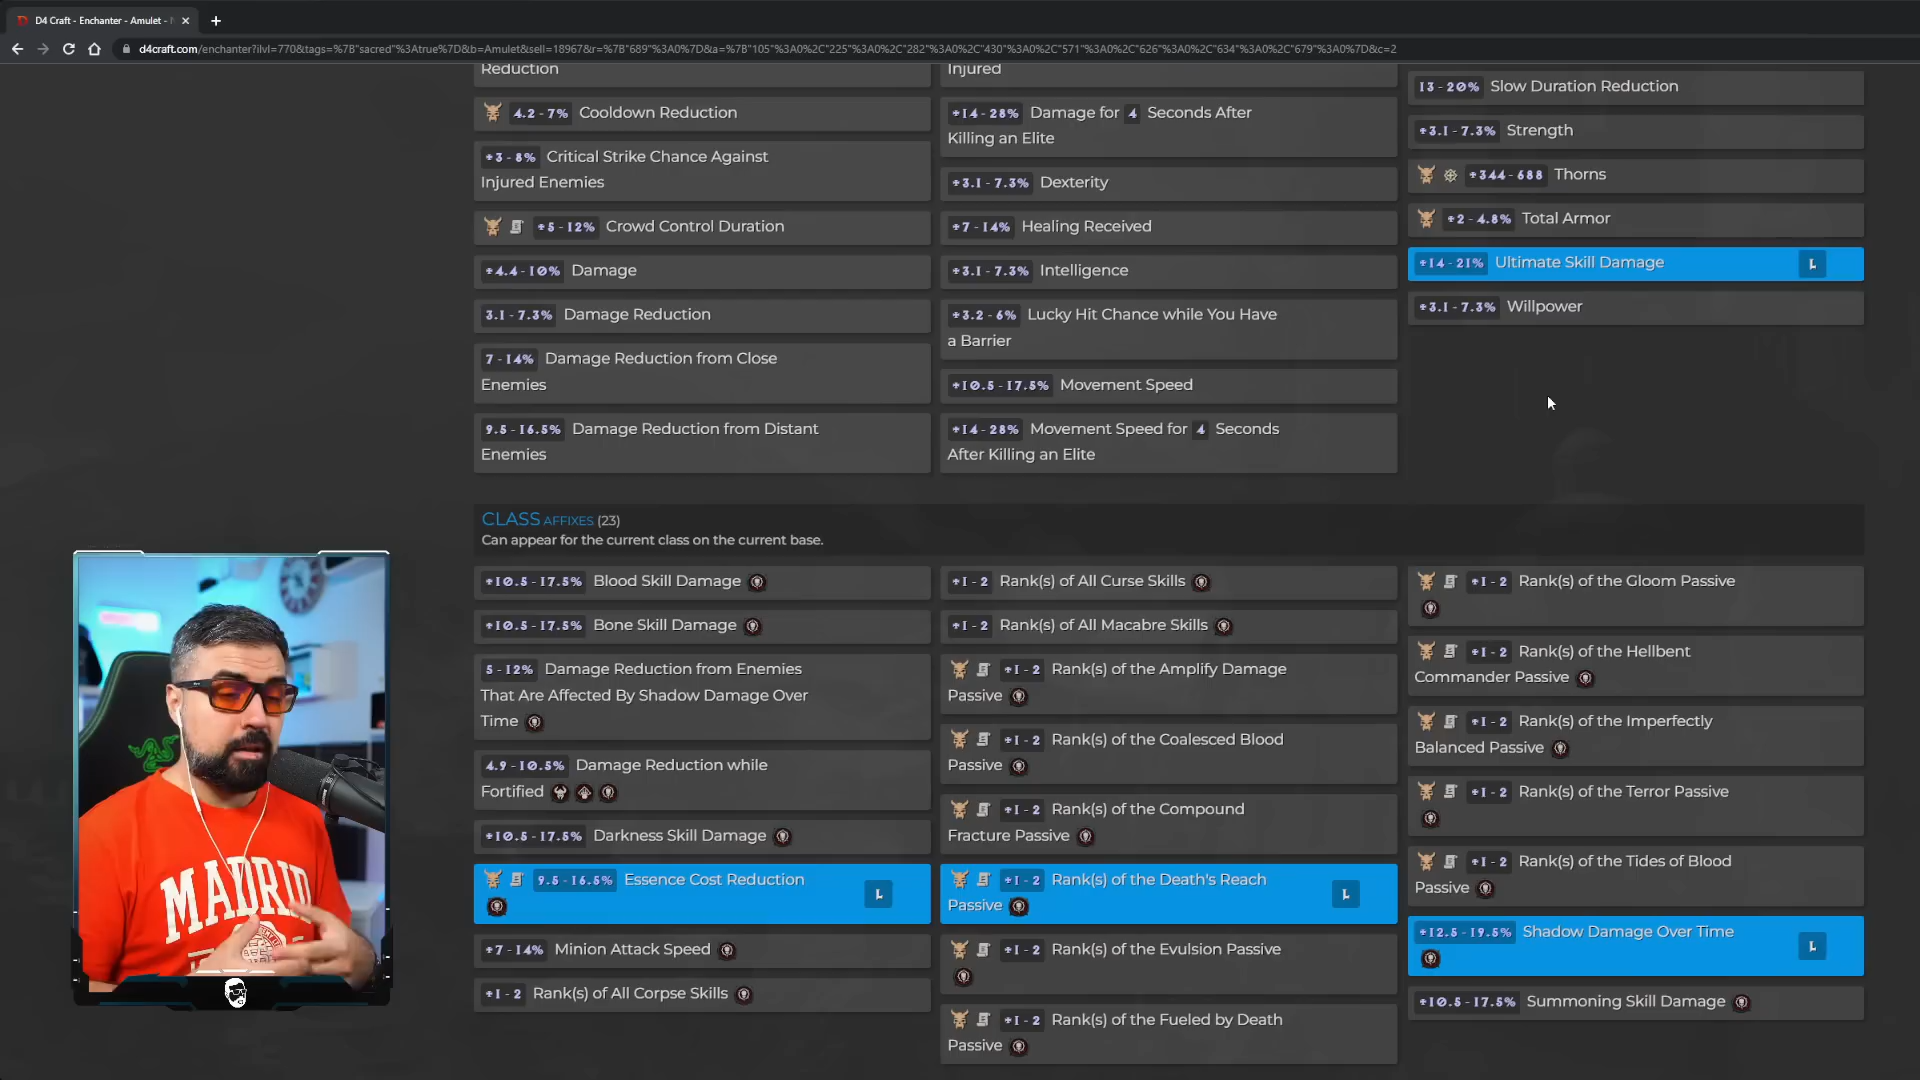 D4 Craft - Enchanter - Amulet -
d4craft.com/enchanter?ilvl=770&tags=%7B"sacred"%3Atrue%7D&b=Amulet&sell=18967&r=%7B"689"%3A0%7D&a=%7B"105"%3A0%2C"225"%3A0%2C"282"%3A0%2C"430"%3A0%2C"571"%3A0%2C"626"%3A0%2C"634"%3A0%2C"679"%3A0%7D&c=2
Reduction
4.2 - 7% Cooldown Reduction
+3 - 8% Critical Strike Chance Against
Injured Enemies
+5 - 12% Crowd Control Duration
+4.4 - 10% Damage
3.1 - 7.3% Damage Reduction
7 - 14% Damage Reduction from Close
Enemies
9.5 - 16.5% Damage Reduction from Distant
Enemies
Injured
+14 - 28% Damage for 4 Seconds After
Killing an Elite
+3.1 - 7.3% Dexterity
+7 - 14% Healing Received
+3.1 - 7.3% Intelligence
+3.2 - 6% Lucky Hit Chance while You Have
a Barrier
+10.5 - 17.5% Movement Speed
+14 - 28% Movement Speed for 4 Seconds
After Killing an Elite
13 - 20% Slow Duration Reduction
+3.1 - 7.3% Strength
+344 - 688 Thorns
+2 - 4.8% Total Armor
+14 - 21% Ultimate Skill Damage L
+3.1 - 7.3% Willpower
CLASS AFFIXES (23)
Can appear for the current class on the current base.
+10.5 - 17.5% Blood Skill Damage
+10.5 - 17.5% Bone Skill Damage
5 - 12% Damage Reduction from Enemies
That Are Affected By Shadow Damage Over
Time
4.9 - 10.5% Damage Reduction while
Fortified
+10.5 - 17.5% Darkness Skill Damage
9.5 - 16.5% Essence Cost Reduction L
+7 - 14% Minion Attack Speed
+1 - 2 Rank(s) of All Corpse Skills
+1 - 2 Rank(s) of All Curse Skills
+1 - 2 Rank(s) of All Macabre Skills
+1 - 2 Rank(s) of the Amplify Damage
Passive
+1 - 2 Rank(s) of the Coalesced Blood
Passive
+1 - 2 Rank(s) of the Compound
Fracture Passive
+1 - 2 Rank(s) of the Death's Reach
Passive L
+1 - 2 Rank(s) of the Evulsion Passive
+1 - 2 Rank(s) of the Fueled by Death
Passive
+1 - 2 Rank(s) of the Gloom Passive
+1 - 2 Rank(s) of the Hellbent
Commander Passive
+1 - 2 Rank(s) of the Imperfectly
Balanced Passive
+1 - 2 Rank(s) of the Terror Passive
+1 - 2 Rank(s) of the Tides of Blood
Passive
+12.5 - 19.5% Shadow Damage Over Time L
+10.5 - 17.5% Summoning Skill Damage
MADRID